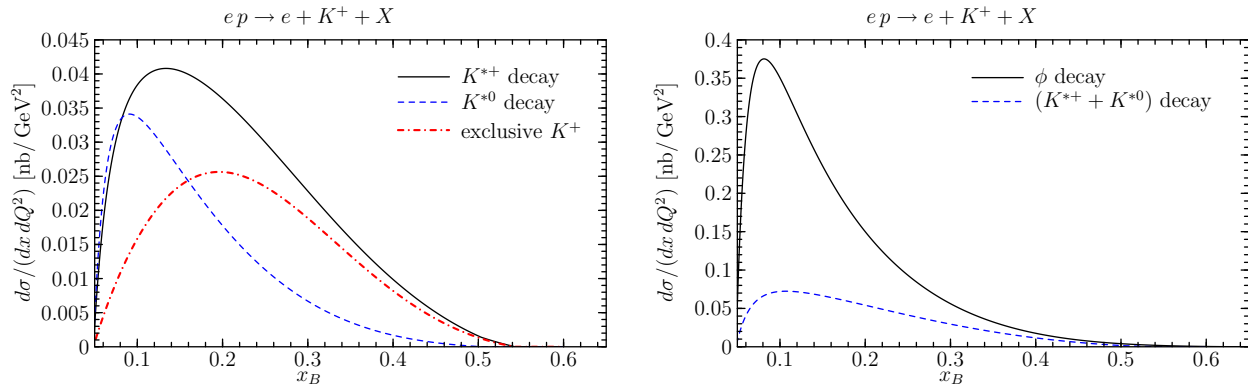 e p → e + K⁺ + X
dσ/(dx dQ²) [nb/GeV²]
0.045
0.04
0.035
0.03
0.025
0.02
0.015
0.01
0.005
0
K*⁺ decay
K*⁰ decay
exclusive K⁺
0.1 0.2 0.3 0.4 0.5 0.6
x_B
e p → e + K⁺ + X
dσ/(dx dQ²) [nb/GeV²]
0.4
0.35
0.3
0.25
0.2
0.15
0.1
0.05
0
ϕ decay
(K*⁺ + K*⁰) decay
0.1 0.2 0.3 0.4 0.5 0.6
x_B